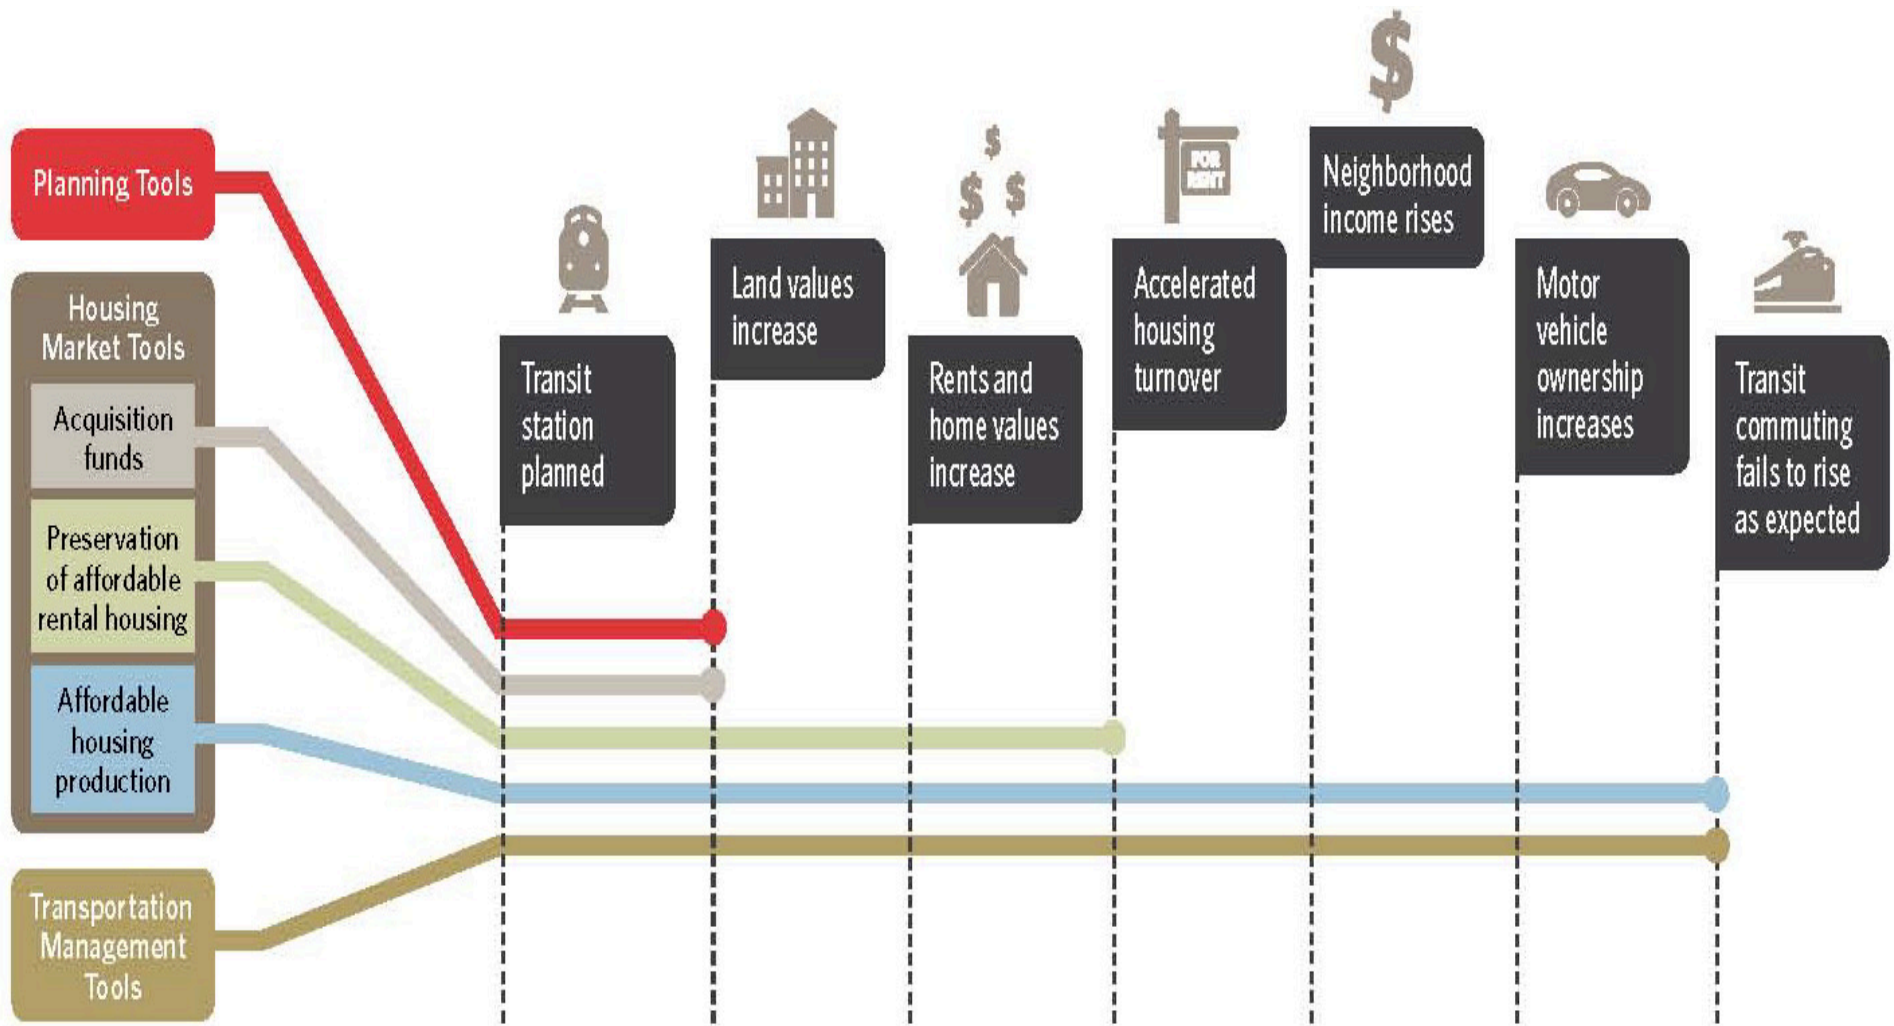 Planning Tools
Housing
Market Tools
Acquisition
funds
Preservation
of affordable
rental housing
Affordable
housing
production
Transportation
Management
Tools
Transit
station
planned
$
Land values
increase
$
$ $
Rents and
home values
increase
FOR
RENT
Accelerated
housing
turnover
Neighborhood
income rises
Motor
vehicle
ownership
increases
Transit
commuting
fails to rise
as expected